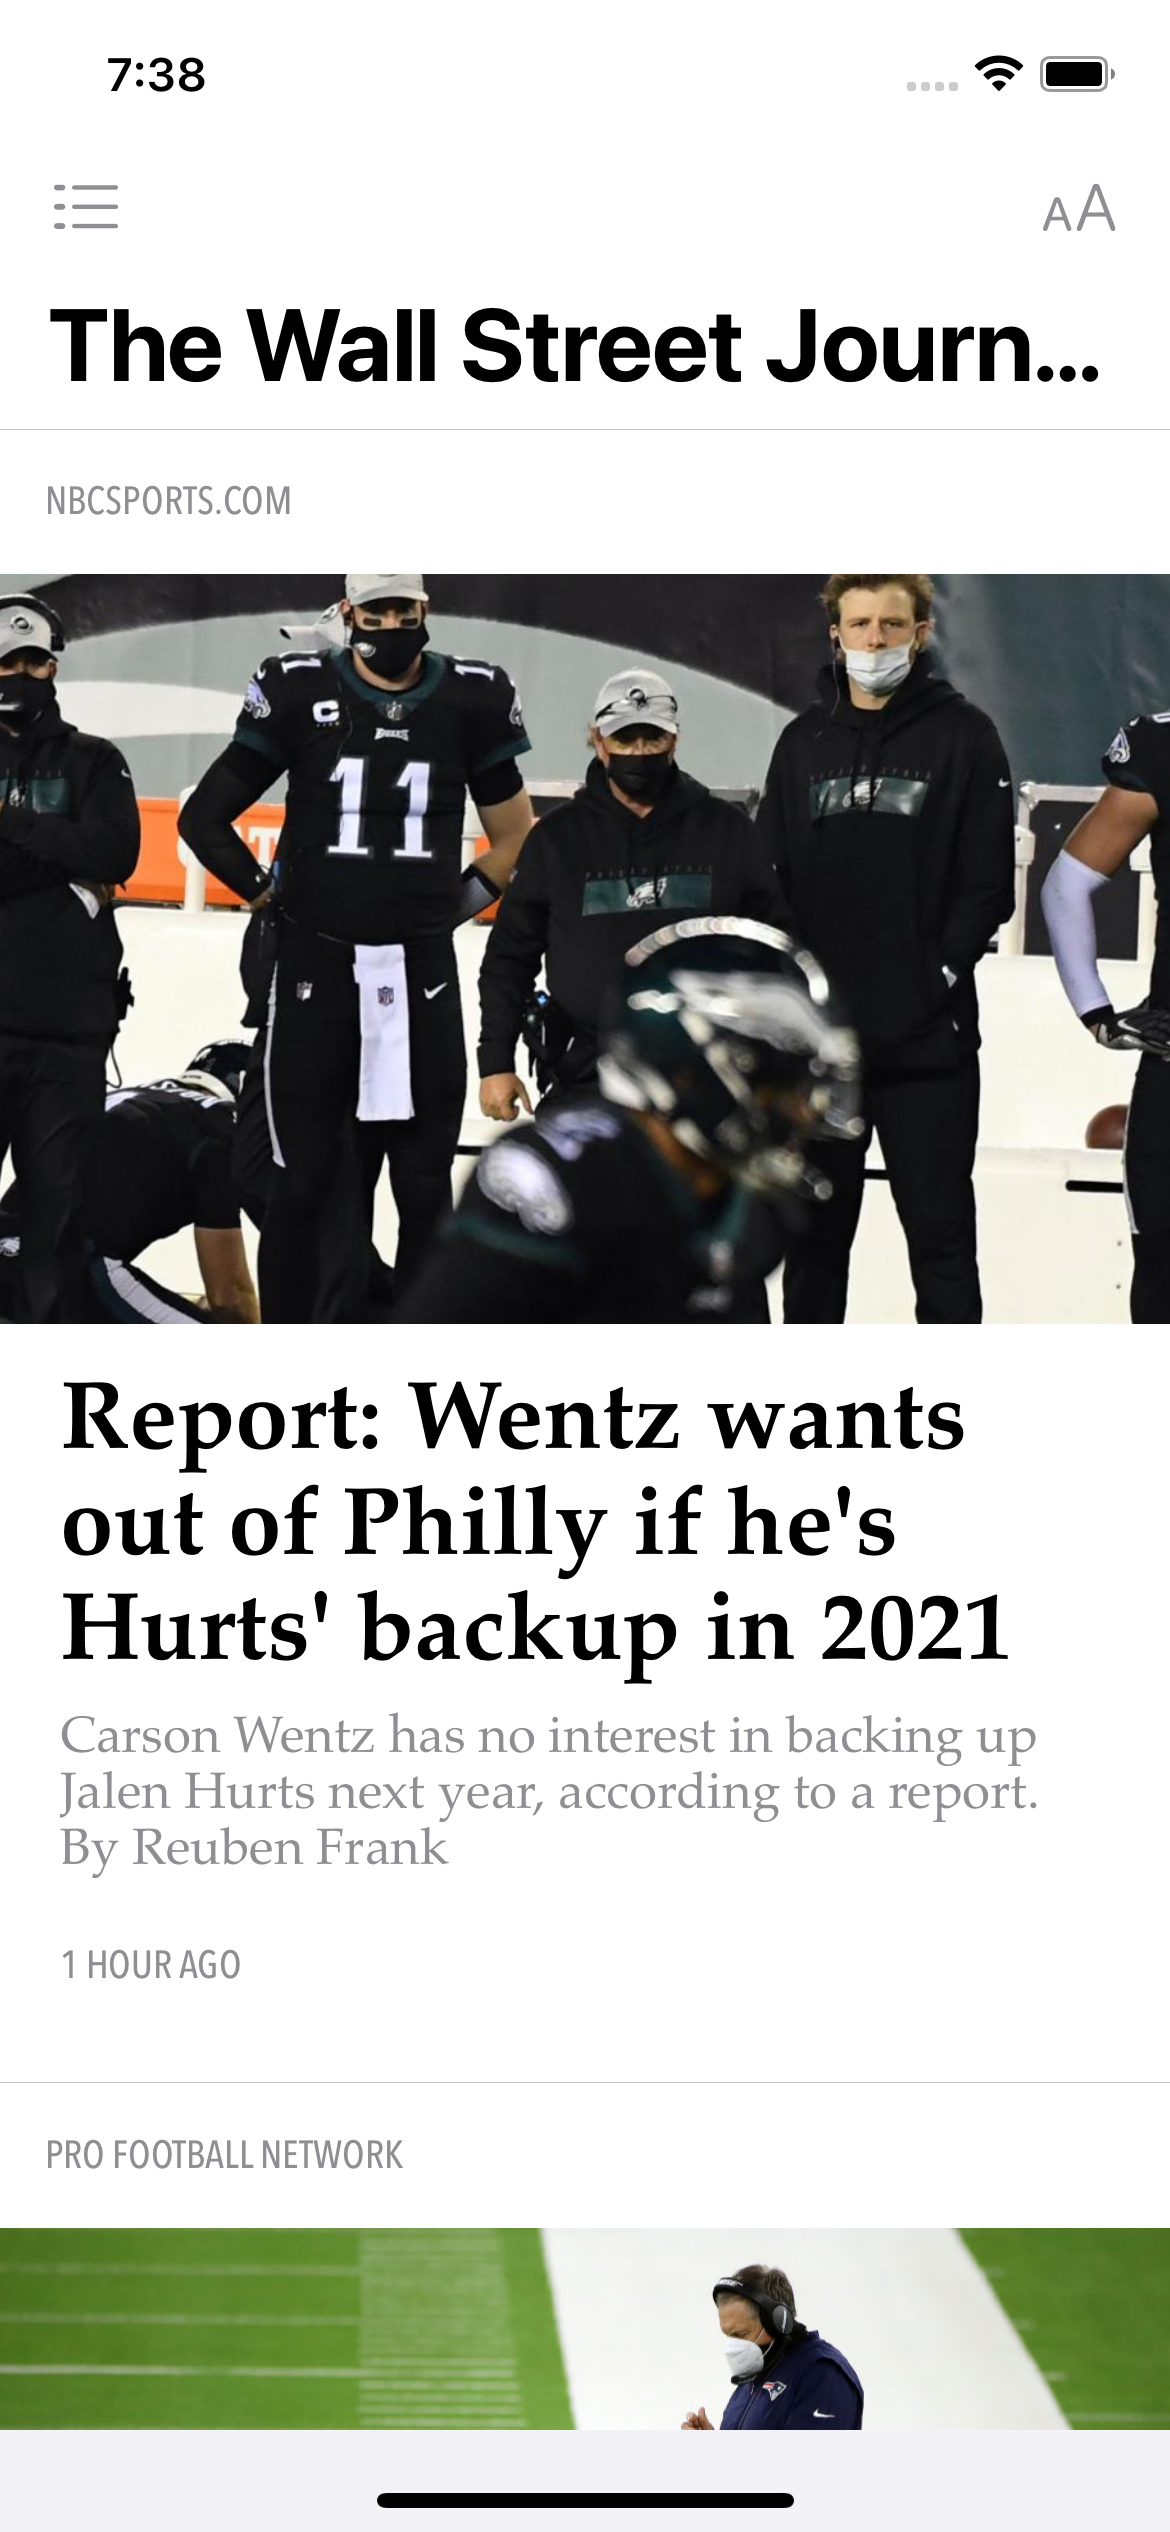 7:38
AA
The Wall Street Journ...
NBCSPORTS.COM
11
C
EAGLES
11
Report: Wentz wants
out of Philly if he's
Hurts' backup in 2021
Carson Wentz has no interest in backing up
Jalen Hurts next year, according to a report.
By Reuben Frank
1 HOUR AGO
PRO FOOTBALL NETWORK